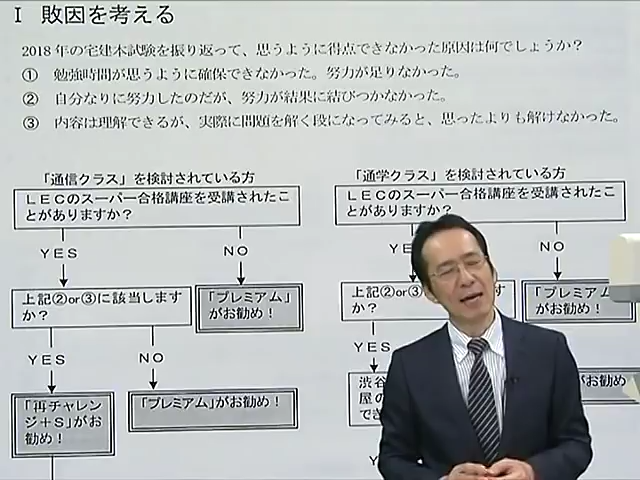 I 敗因を考える
2018年の宅建本試験を振り返って、思うように得点できなかった原因は何でしょうか？
① 勉強時間が思うように確保できなかった。努力が足りなかった。
② 自分なりに努力したのだが、努力が結果に結びつかなかった。
③ 内容は理解できるが、実際に問題を解く段になってみると、思ったよりも解けなかった。
「通信クラス」を検討されている方
LECのスーパー合格講座を受講されたこ
とがありますか？
YES NO
上記②or③に該当します
か？
「プレミアム」
がお勧め！
YES NO
「再チャレン
ジ＋S」がお
勧め！
「プレミアム」がお勧め！
「通学クラス」を検討されている方
LECのスーパー合格講座を受講されたこ
とがありますか？
YE NO
上記②or③ す
か？
「プレミアム
がお勧め！
YES
渋谷
屋の
でき
がお勧め